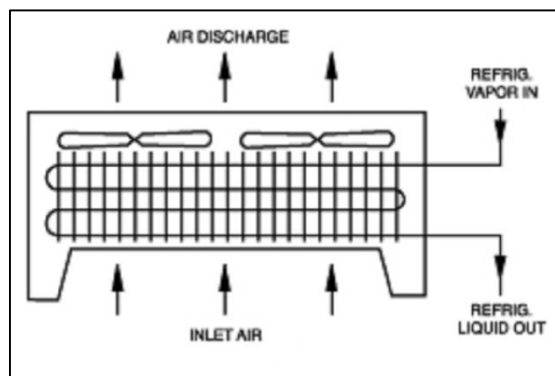 AIR DISCHARGE
REFRIG.
VAPOR IN
INLET AIR
REFRIG.
LIQUID OUT